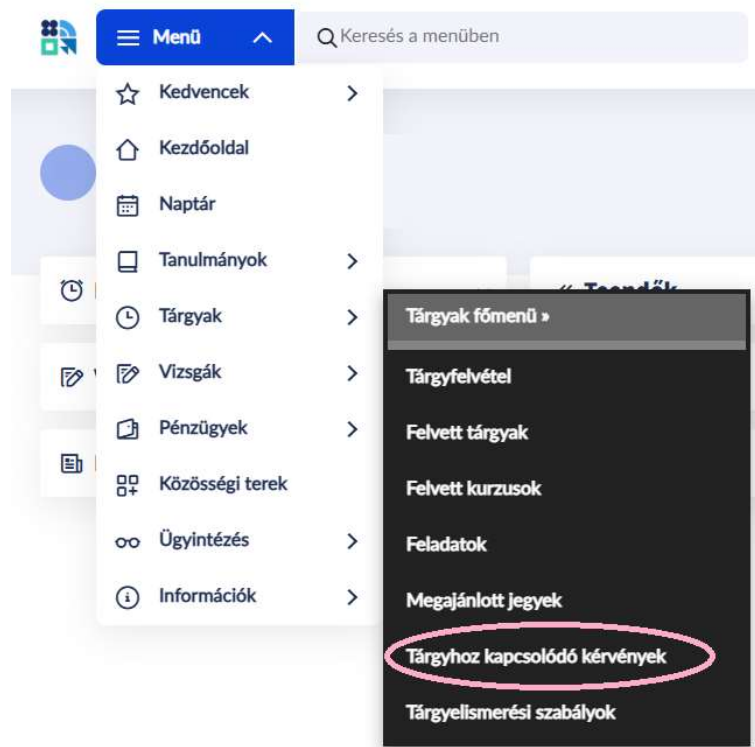 Menü
Keresés a menüben
Kedvencek
Kezdőoldal
Naptár
Tanulmányok
Tárgyak
Vizsgák
Pénzügyek
Közösségi terek
Ügyintézés
Információk
« Teendők
Tárgyak főmenü »
Tárgyfelvétel
Felvett tárgyak
Felvett kurzusok
Feladatok
Megajánlott jegyek
Tárgyhoz kapcsolódó kérvények
Tárgyelismerési szabályok